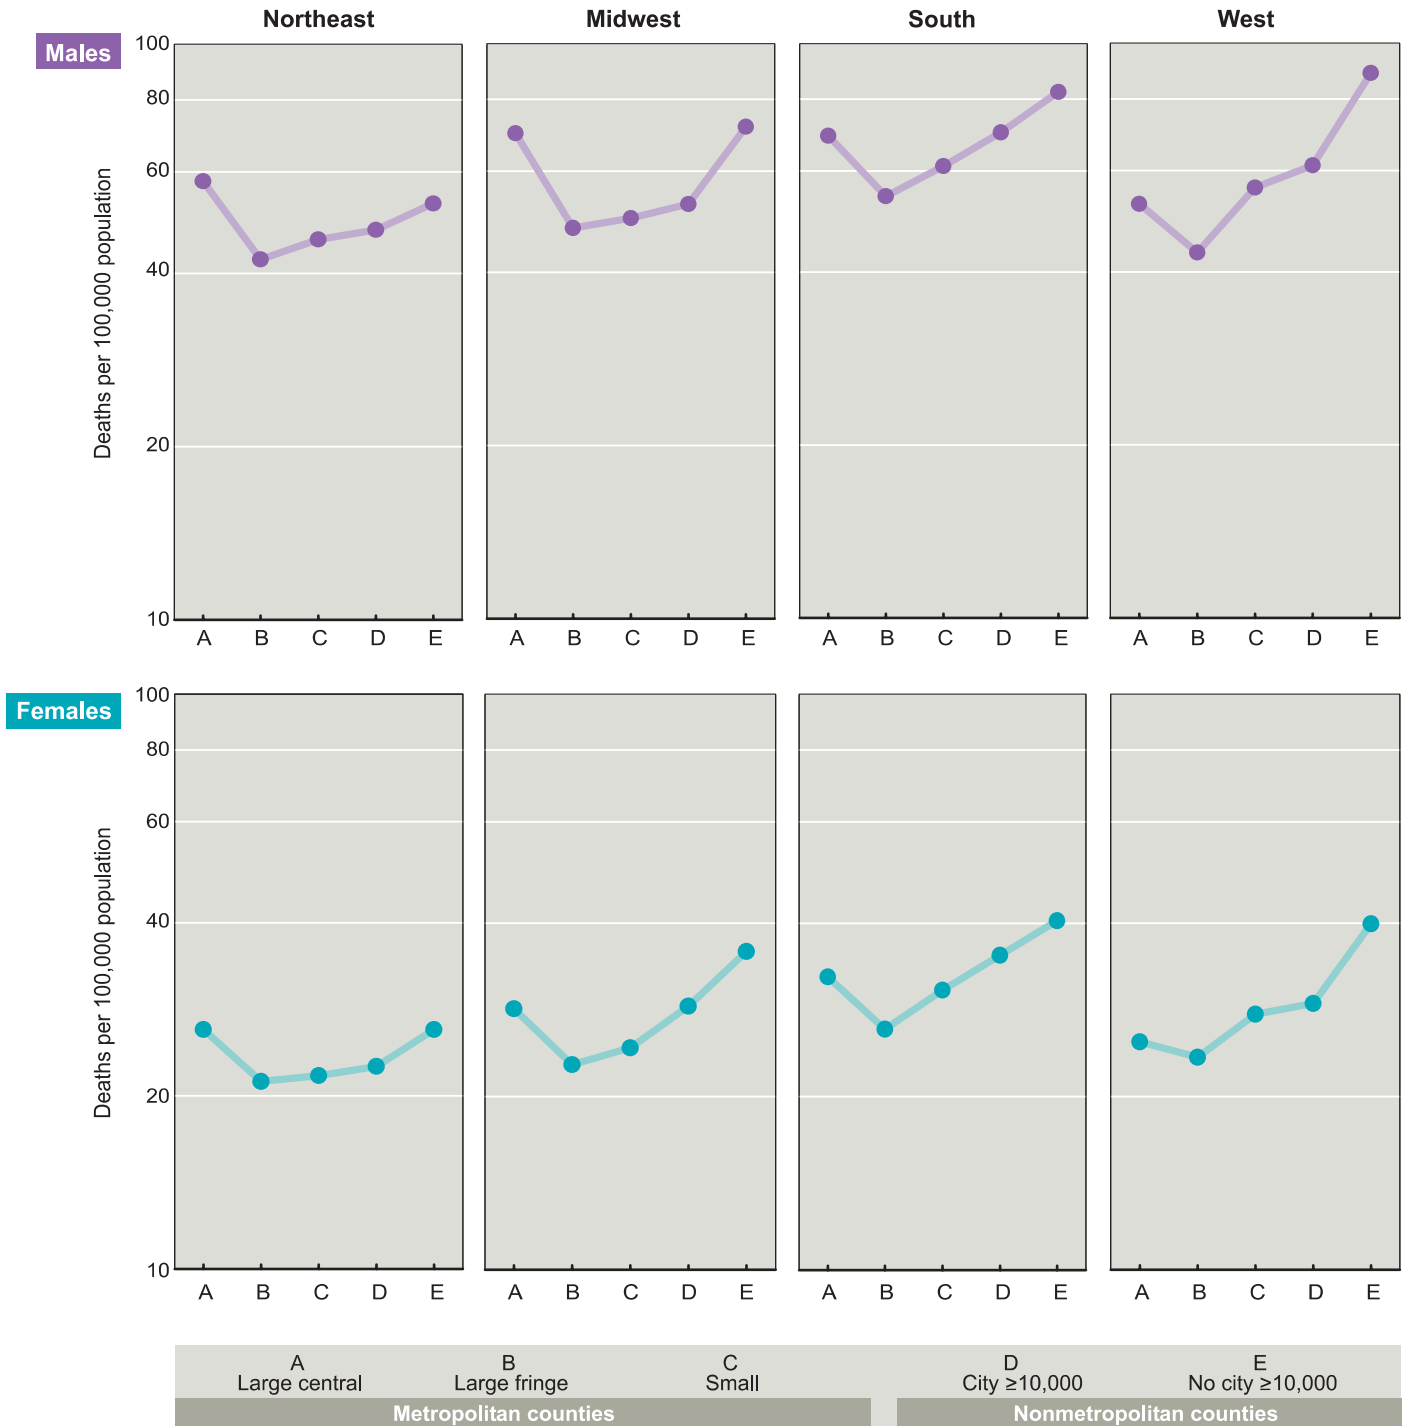 Northeast Midwest South West
Males
100
80
60
40
20
10
Deaths per 100,000 population
A B C D E A B C D E A B C D E A B C D E
Females
100
80
60
40
20
10
Deaths per 100,000 population
A B C D E A B C D E A B C D E A B C D E
A B C D E
Large central Large fringe Small City ≥10,000 No city ≥10,000
Metropolitan counties Nonmetropolitan counties